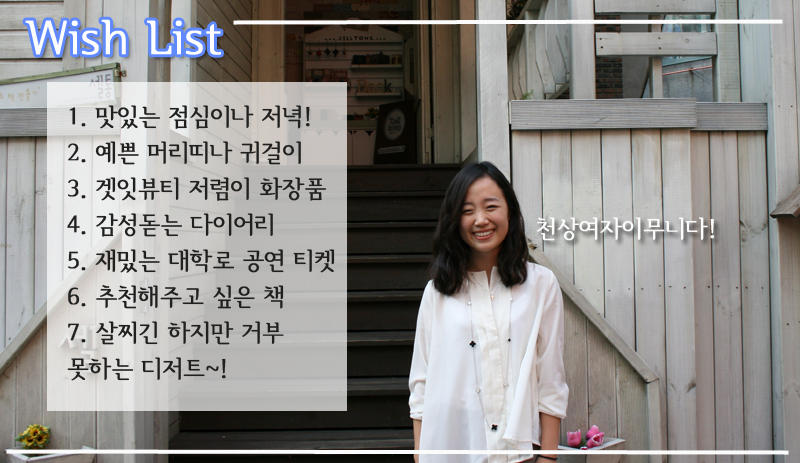 Wish List
1. 맛있는 점심이나 저녁!
2. 예쁜 머리띠나 귀걸이
3. 겟잇뷰티 저렴이 화장품
4. 감성돋는 다이어리
5. 재밌는 대학로 공연 티켓
6. 추천해주고 싶은 책
7. 살찌긴 하지만 거부
못하는 디저트~!
천상여자이무니다!